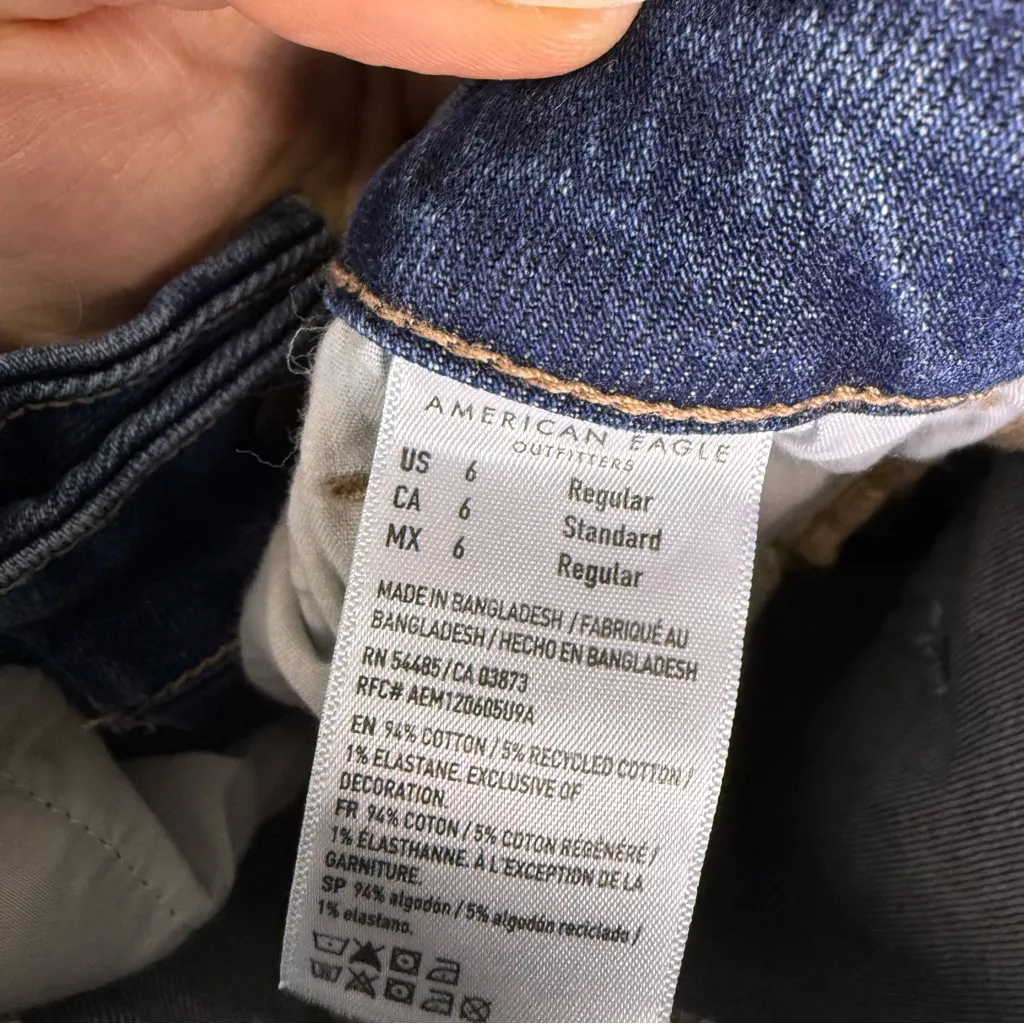 AMERICAN EAGLE
OUTFITTERS
US 6 Regular
CA 6 Standard
MX 6 Regular
MADE IN BANGLADESH / FABRIQUÉ AU
BANGLADESH / HECHO EN BANGLADESH
RN 54485 / CA 03873
RFC# AEM120605U9A
EN 94% COTTON / 5% RECYCLED COTTON /
1% ELASTANE. EXCLUSIVE OF
DECORATION.
FR 94% COTON / 5% COTON RÉGÉNÉRÉ /
1% ÉLASTHANNE. À L'EXCEPTION DE LA
GARNITURE.
SP 94% algodón / 5% algodón reciclado /
1% elastano.